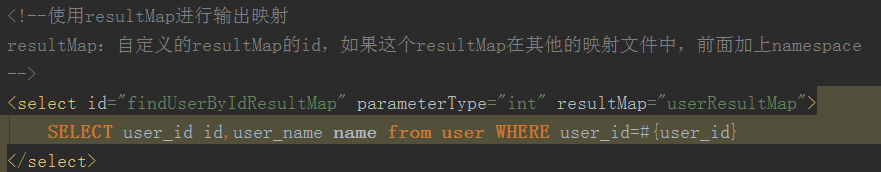 <!--使用resultMap进行输出映射
resultMap：自定义的resultMap的id，如果这个resultMap在其他的映射文件中，前面加上namespace
-->
<select id="findUserByIdResultMap" parameterType="int" resultMap="userResultMap">
SELECT user_id id,user_name name from user WHERE user_id=#{user_id}
</select>